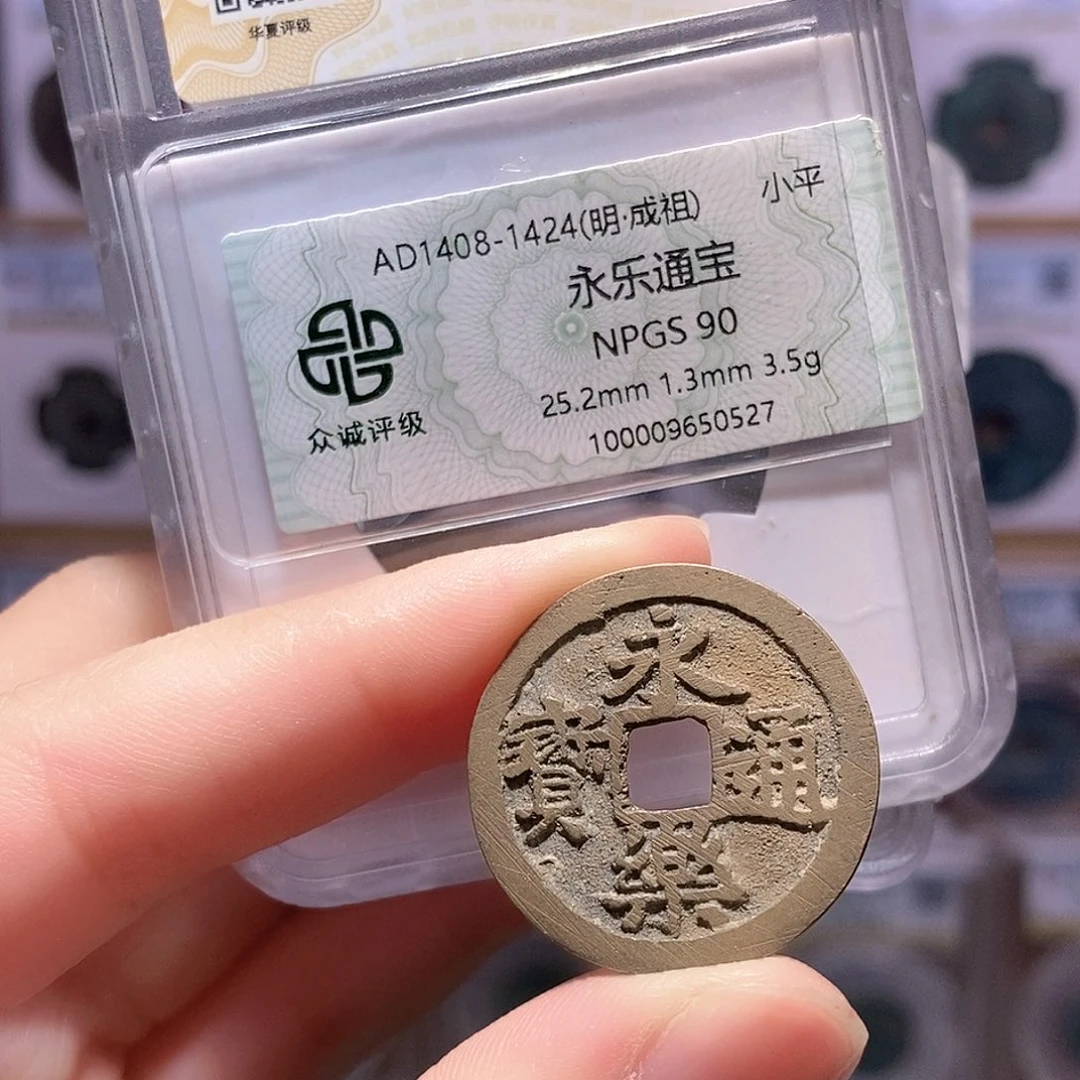 华夏评级
AD1408-1424(明·成祖)
小平
永乐通宝
NPGS 90
25.2mm 1.3mm 3.5g
100009650527
众诚评级
永樂通寶